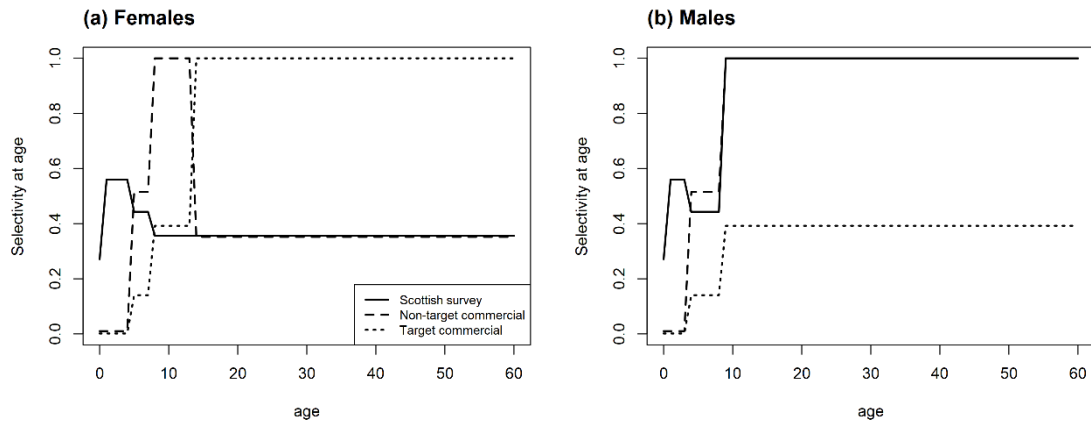 (a) Females
Selectivity at age
1.0
0.8
0.6
0.4
0.2
0.0
Scottish survey
Non-target commercial
Target commercial
0 10 20 30 40 50 60
age
(b) Males
Selectivity at age
1.0
0.8
0.6
0.4
0.2
0.0
0 10 20 30 40 50 60
age